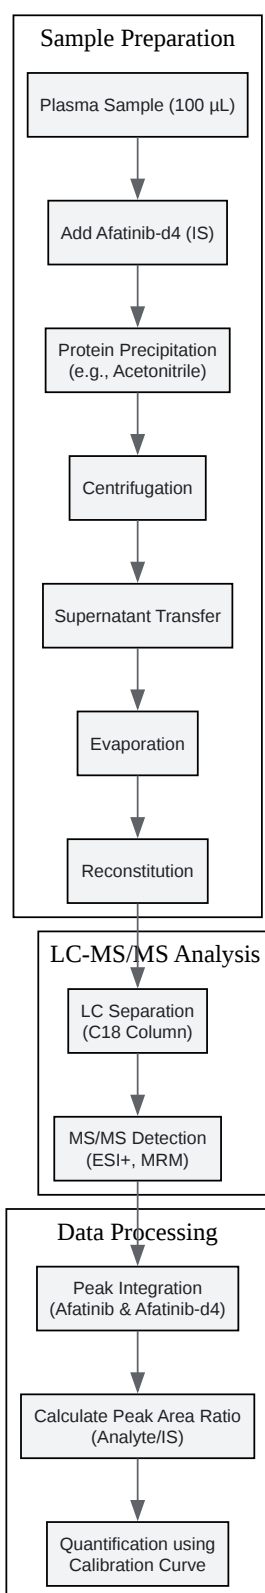 Sample Preparation
Plasma Sample (100 µL)
Add Afatinib-d4 (IS)
Protein Precipitation
(e.g., Acetonitrile)
Centrifugation
Supernatant Transfer
Evaporation
Reconstitution
LC-MS/MS Analysis
LC Separation
(C18 Column)
MS/MS Detection
(ESI+, MRM)
Data Processing
Peak Integration
(Afatinib & Afatinib-d4)
Calculate Peak Area Ratio
(Analyte/IS)
Quantification using
Calibration Curve